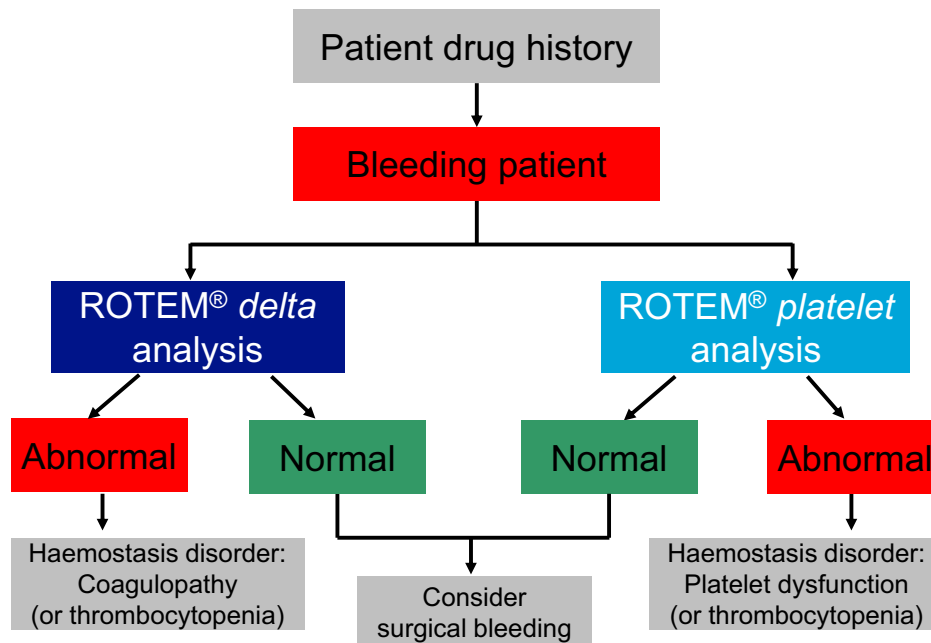 Patient drug history
Bleeding patient
ROTEM® delta
analysis
ROTEM® platelet
analysis
Abnormal
Normal
Normal
Abnormal
Haemostasis disorder:
Coagulopathy
(or thrombocytopenia)
Consider
surgical bleeding
Haemostasis disorder:
Platelet dysfunction
(or thrombocytopenia)